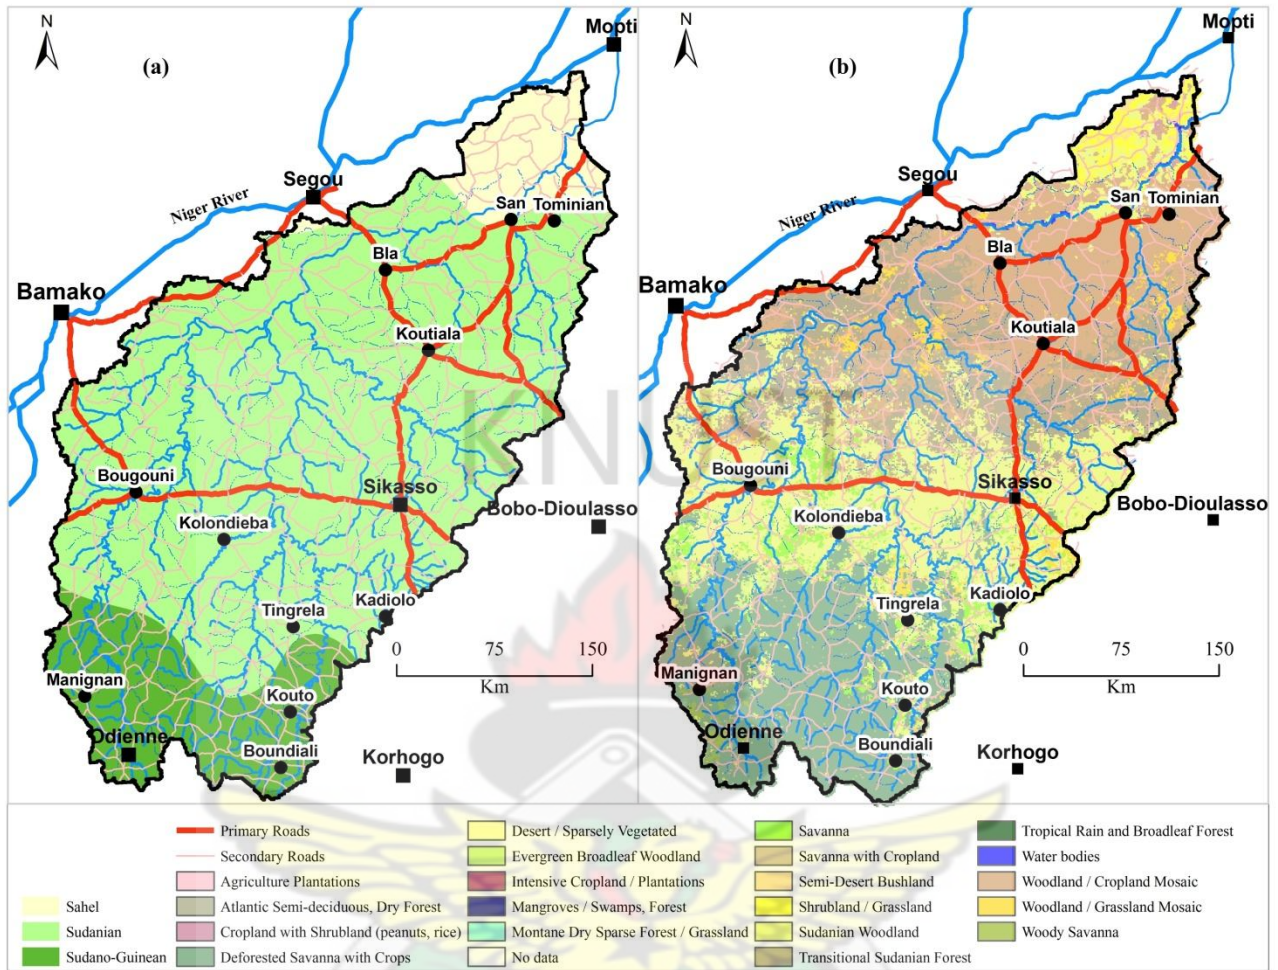 N
(a)
Mopti
Segou
Niger River
San
Tominian
Bla
Bamako
Koutiala
Bougouni
Sikasso
Bobo-Dioulasso
Kolondieba
Tingrela
Kadiolo
0 75 150
Km
Manignan
Kouto
Odienne
Boundiali
Korhogo
N
(b)
Mopti
Segou
Niger River
San
Tominian
Bla
Bamako
Koutiala
KNUST
Bougouni
Sikasso
Bobo-Dioulasso
Kolondieba
Tingrela
Kadiolo
0 75 150
Km
Manignan
Kouto
Odienne
Boundiali
Korhogo
Sahel
Sudanian
Sudano-Guinean
Primary Roads
Secondary Roads
Agriculture Plantations
Atlantic Semi-deciduous, Dry Forest
Cropland with Shrubland (peanuts, rice)
Deforested Savanna with Crops
Desert / Sparsely Vegetated
Evergreen Broadleaf Woodland
Intensive Cropland / Plantations
Mangroves / Swamps, Forest
Montane Dry Sparse Forest / Grassland
No data
Savanna
Savanna with Cropland
Semi-Desert Bushland
Shrubland / Grassland
Sudanian Woodland
Transitional Sudanian Forest
Tropical Rain and Broadleaf Forest
Water bodies
Woodland / Cropland Mosaic
Woodland / Grassland Mosaic
Woody Savanna